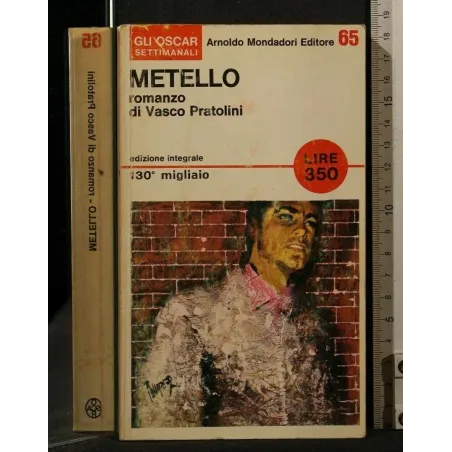 65
METELLO - romanzo di Vasco Pratolini
GLI OSCAR
SETTIMANALI
Arnoldo Mondadori Editore 65
METELLO
romanzo
di Vasco Pratolini
edizione integrale
130° migliaio
LIRE
350